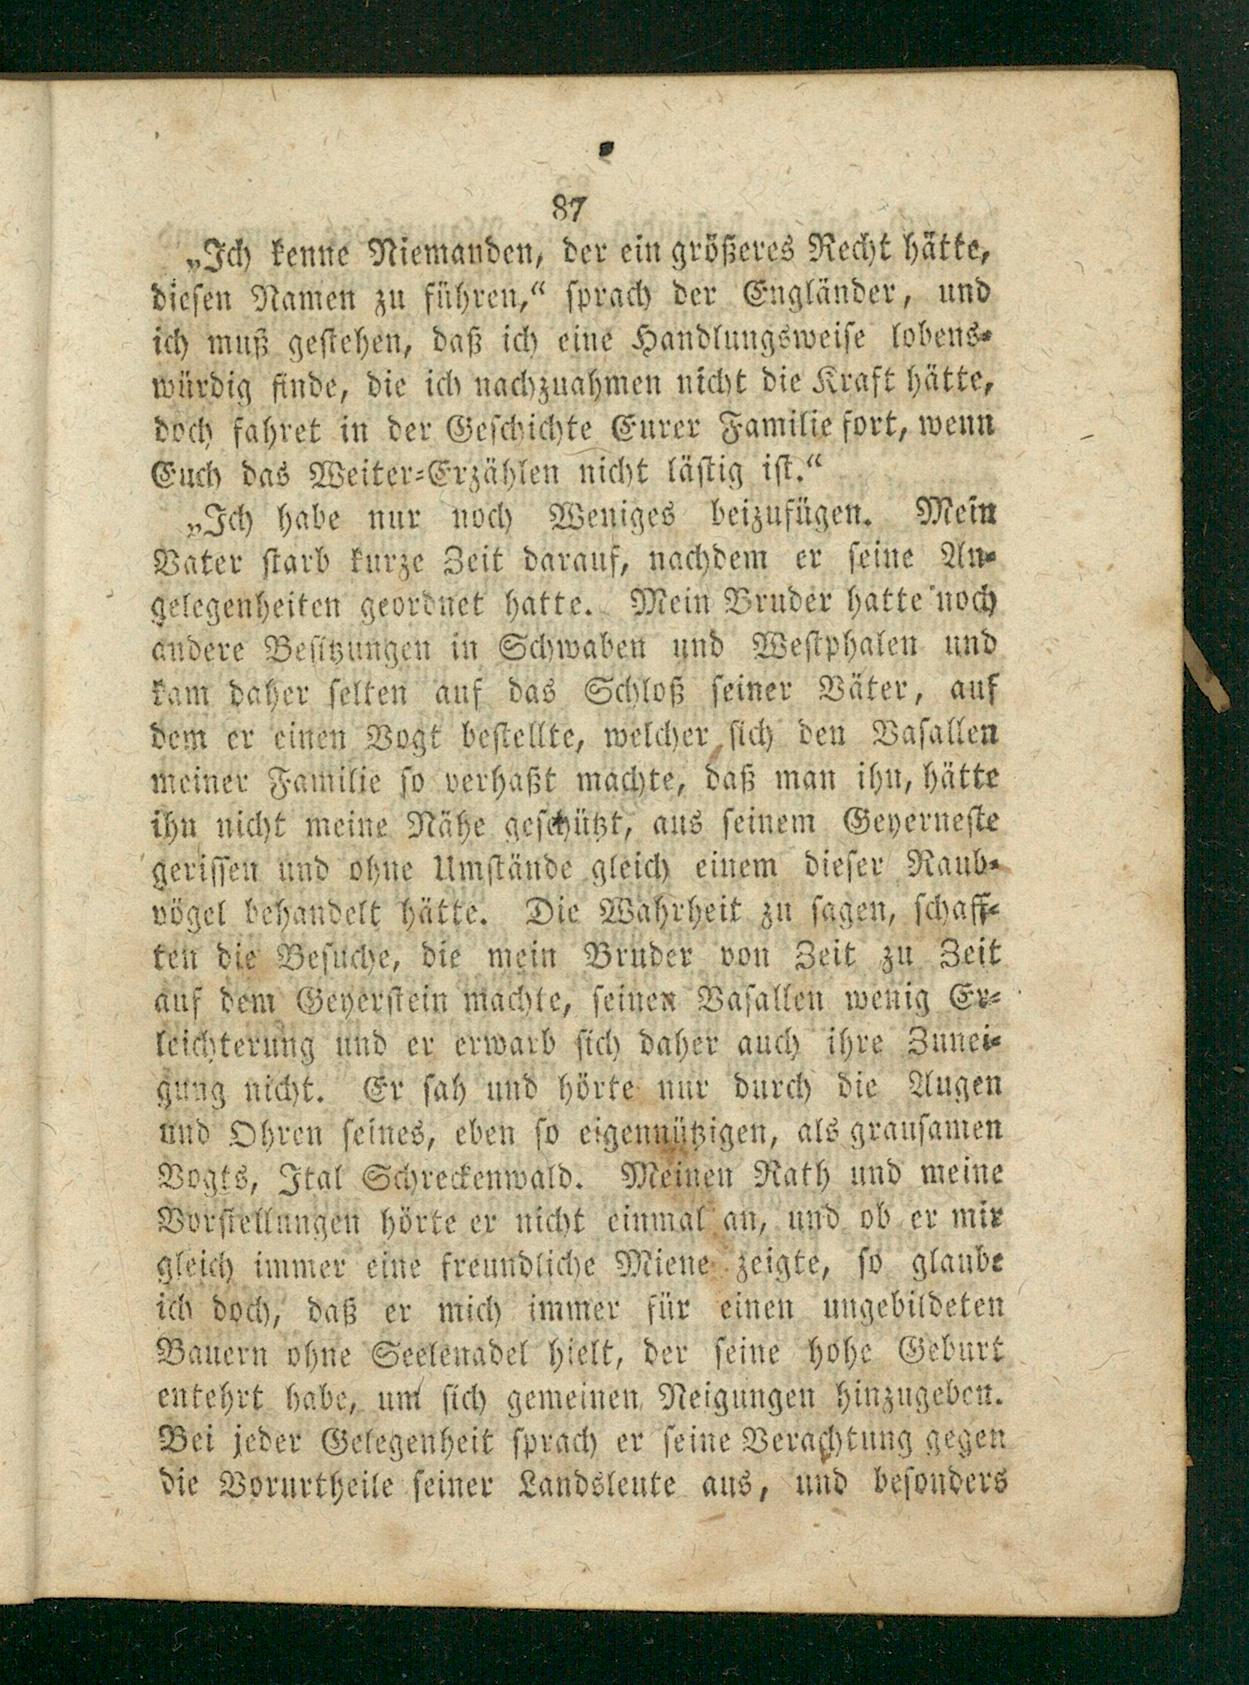 87
„Ich kenne Niemanden, der ein größeres Recht hätte,
diesen Namen zu führen,“ sprach der Engländer, und
ich muß gestehen, daß ich eine Handlungsweise lobens-
würdig finde, die ich nachzuahmen nicht die Kraft hätte,
doch fahret in der Geschichte Eurer Familie fort, wenn
Euch das Weiter-Erzählen nicht lästig ist.“
„Ich habe nur noch Weniges beizufügen. Mein
Vater starb kurze Zeit darauf, nachdem er seine An-
gelegenheiten geordnet hatte. Mein Bruder hatte noch
andere Besitzungen in Schwaben und Westphalen und
kam daher selten auf das Schloß seiner Väter, auf
dem er einen Vogt bestellte, welcher sich den Vasallen
meiner Familie so verhaßt machte, daß man ihn, hätte
ihn nicht meine Nähe geschützt, aus seinem Geyerneste
gerissen und ohne Umstände gleich einem dieser Raub-
vögel behandelt hätte. Die Wahrheit zu sagen, schaff-
ten die Besuche, die mein Bruder von Zeit zu Zeit
auf dem Geyerstein machte, seinen Vasallen wenig Er-
leichterung und er erwarb sich daher auch ihre Zunei-
gung nicht. Er sah und hörte nur durch die Augen
und Ohren seines, eben so eigennützigen, als grausamen
Vogts, Ital Schreckenwald. Meinen Rath und meine
Vorstellungen hörte er nicht einmal an, und ob er mir
gleich immer eine freundliche Miene zeigte, so glaube
ich doch, daß er mich immer für einen ungebildeten
Bauern ohne Seelenadel hielt, der seine hohe Geburt
entehrt habe, um sich gemeinen Neigungen hinzugeben.
Bei jeder Gelegenheit sprach er seine Verachtung gegen
die Vorurtheile seiner Landsleute aus, und besonders